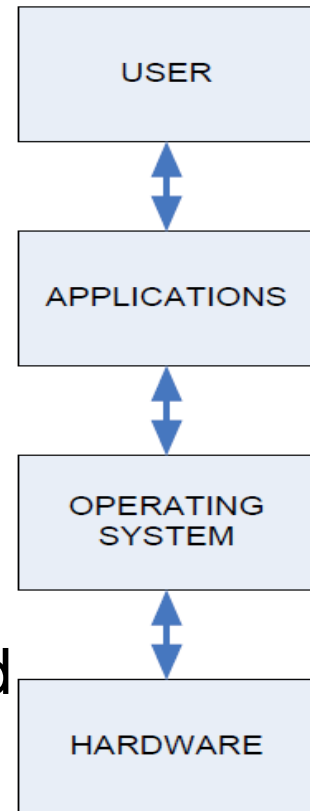 USER
APPLICATIONS
OPERATING
SYSTEM
d
HARDWARE